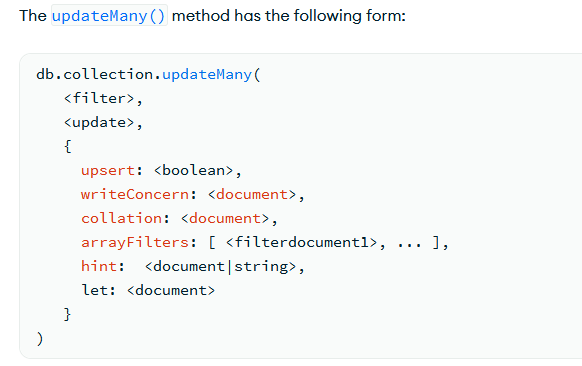 The updateMany() method has the following form:
db.collection.updateMany(
   <filter>,
   <update>,
   {
     upsert: <boolean>,
     writeConcern: <document>,
     collation: <document>,
     arrayFilters: [ <filterdocument1>, ... ],
     hint:  <document|string>,
     let: <document>
   }
)